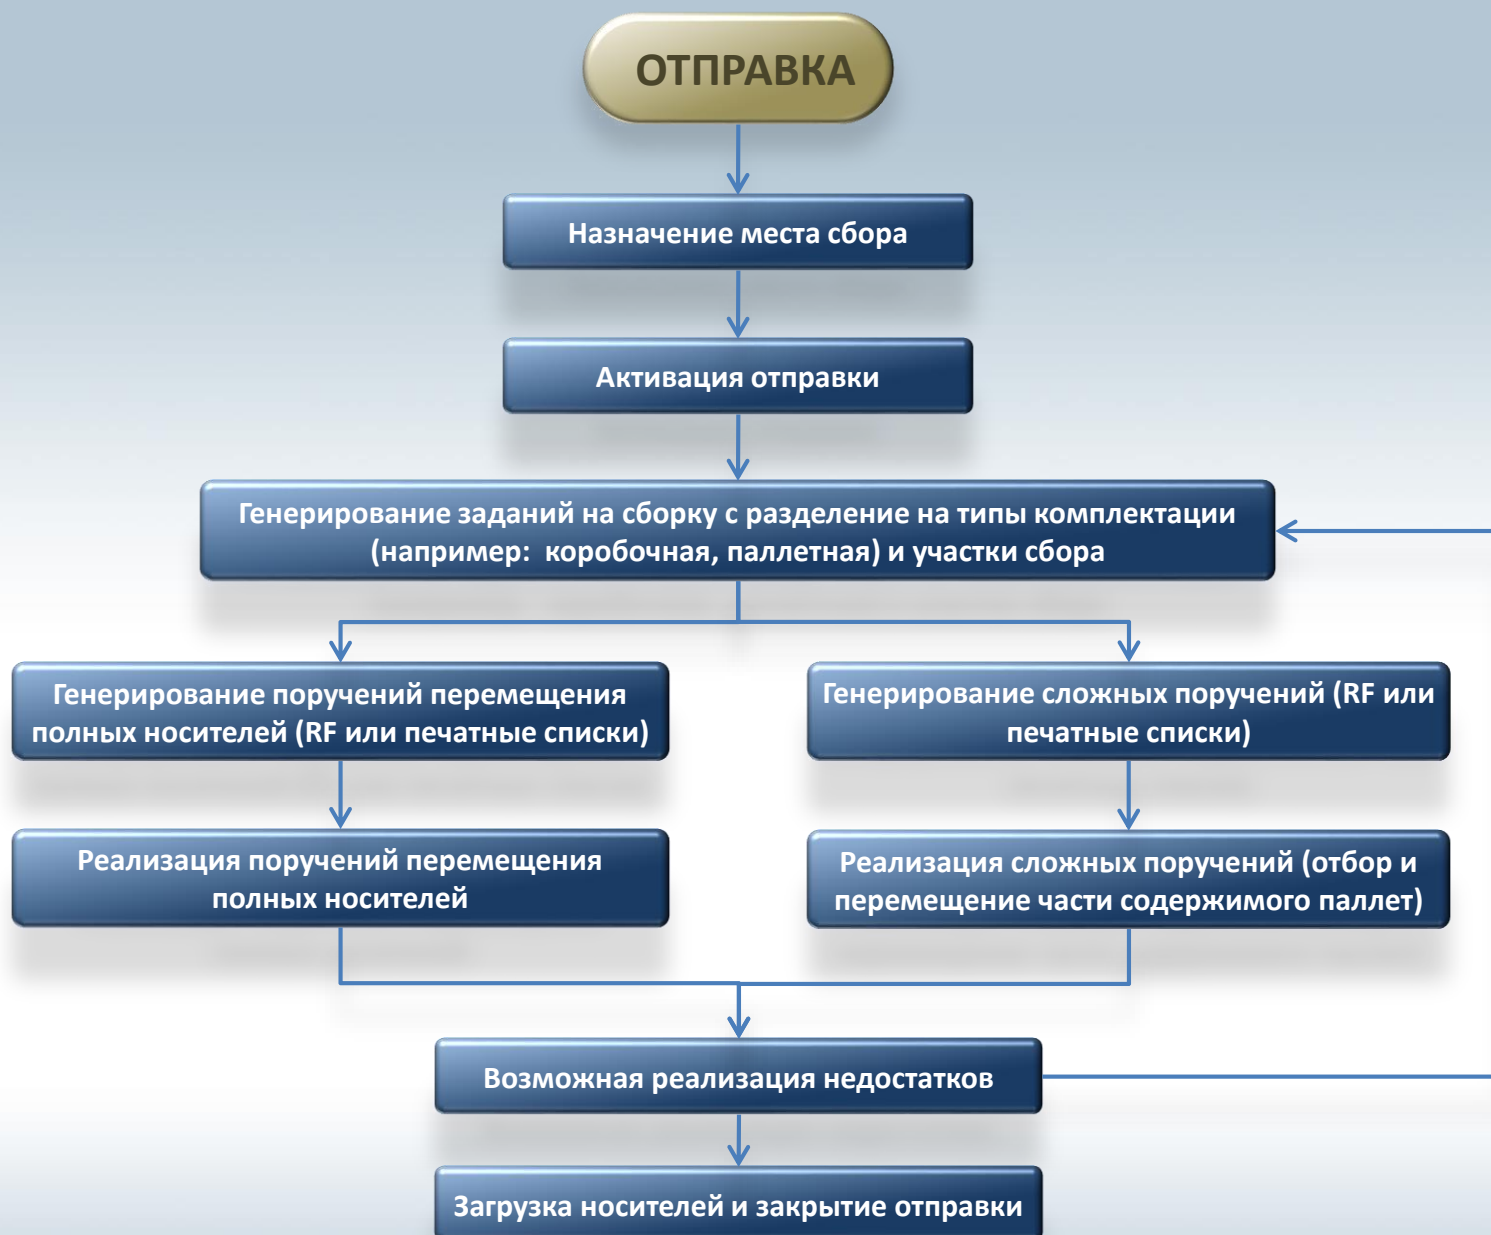 ОТПРАВКА
Назначение места сбора
Активация отправки
Генерирование заданий на сборку с разделение на типы комплектации
(например: коробочная, паллетная) и участки сбора
Генерирование поручений перемещения
полных носителей (RF или печатные списки)
Генерирование сложных поручений (RF или
печатные списки)
Реализация поручений перемещения
полных носителей
Реализация сложных поручений (отбор и
перемещение части содержимого паллет)
Возможная реализация недостатков
Загрузка носителей и закрытие отправки